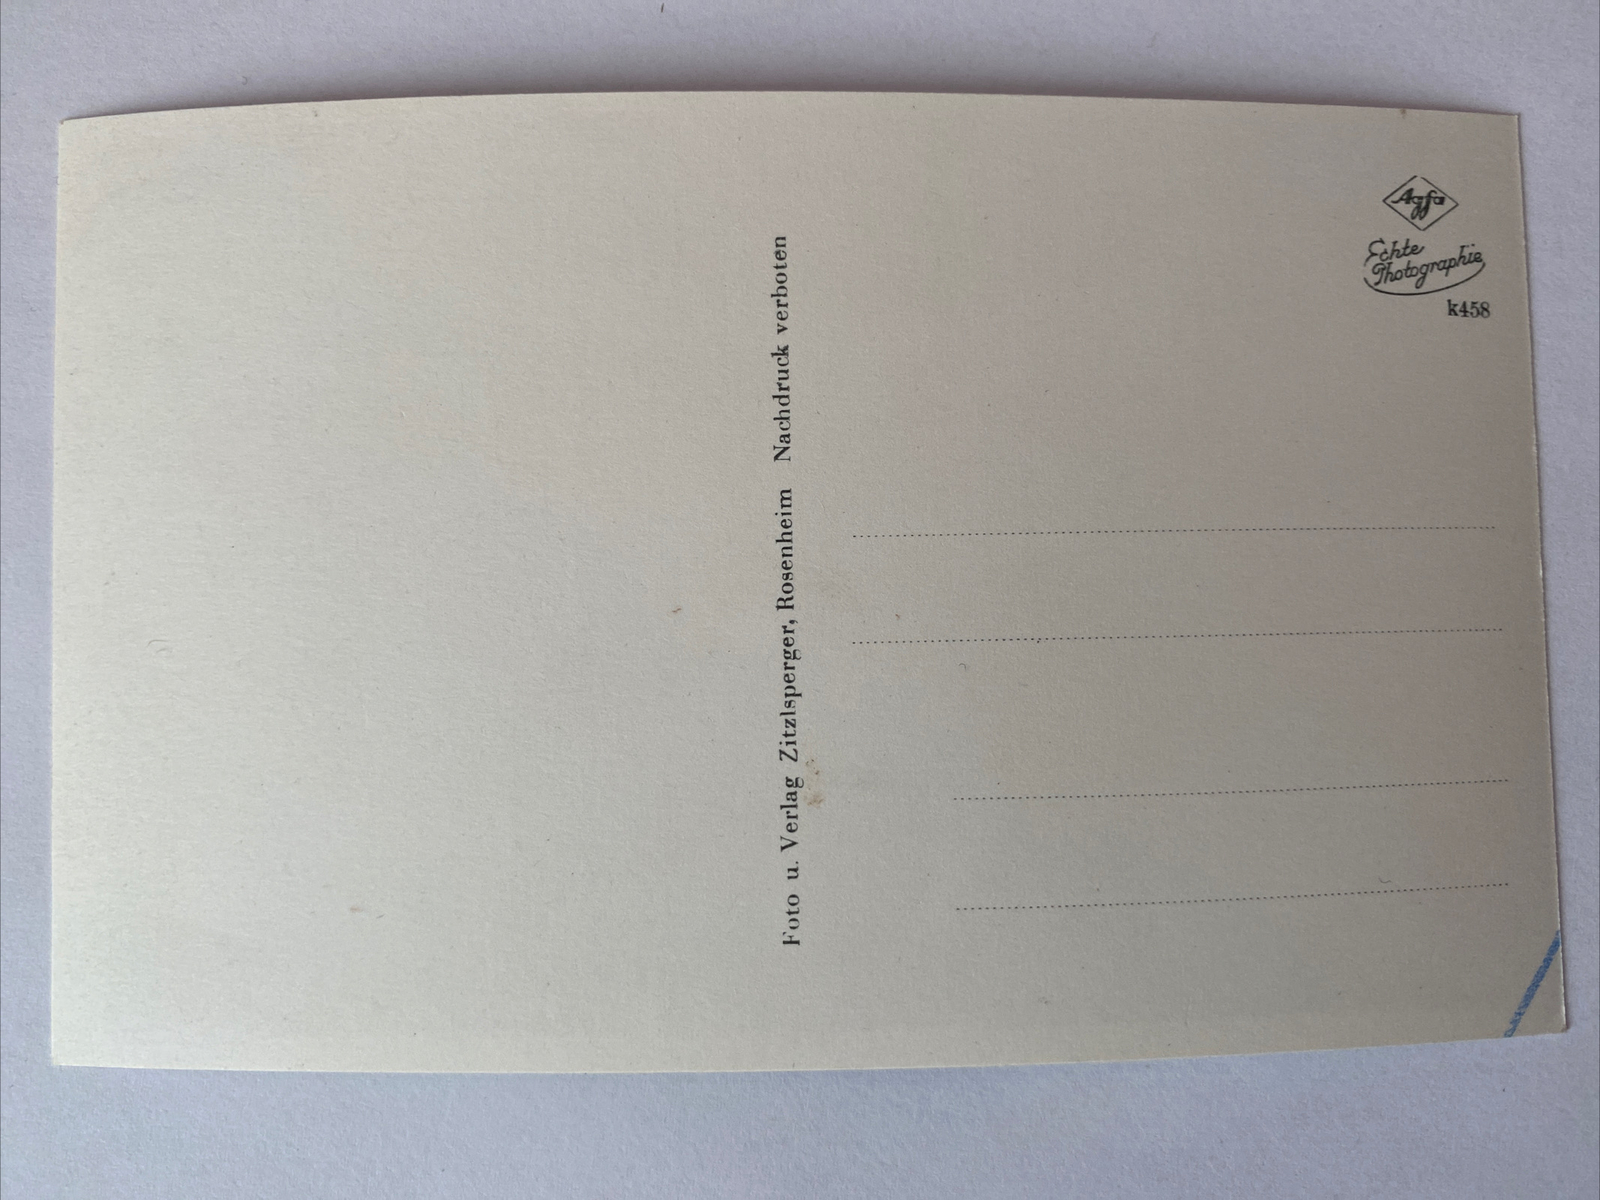 Foto u. Verlag Zitzlsperger, Rosenheim Nachdruck verboten
Agfa
Echte
Photographie
k458